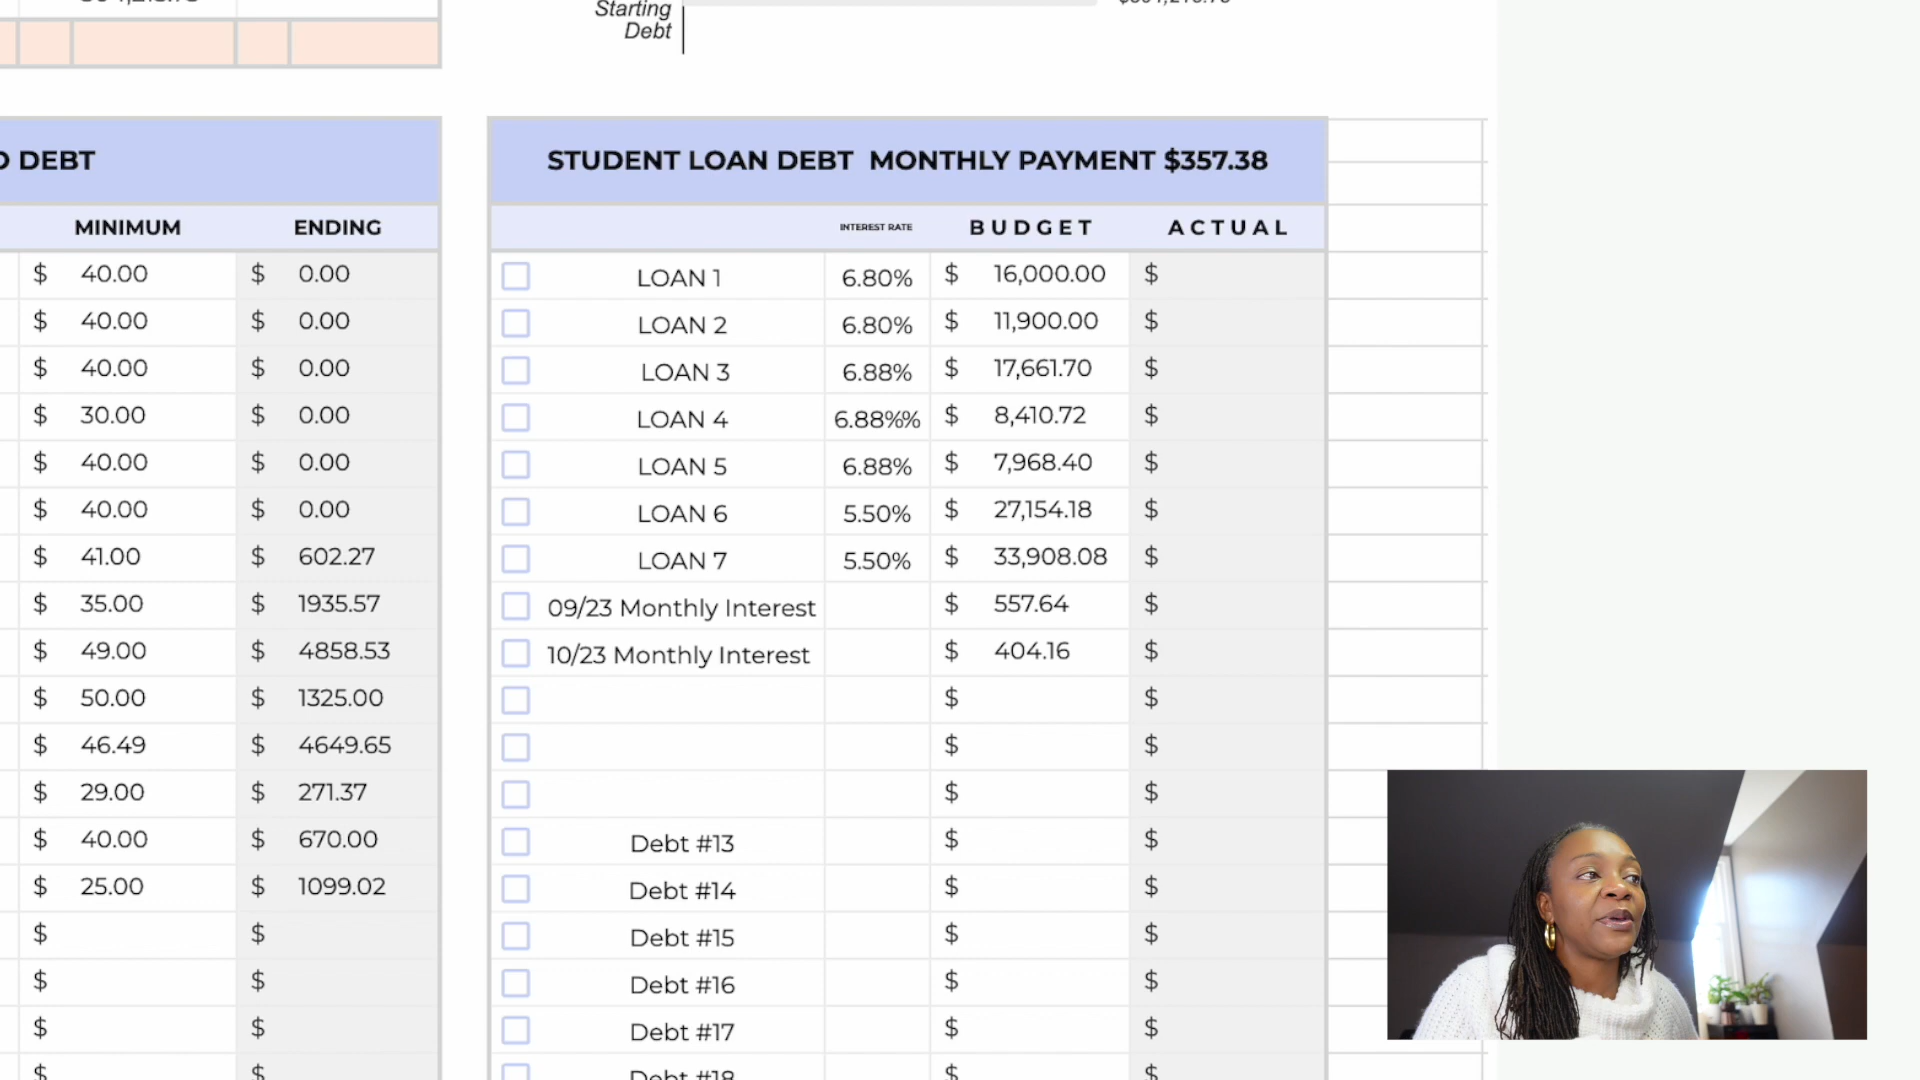 Starting
Debt
DEBT
MINIMUM ENDING
$ 40.00 $ 0.00
$ 40.00 $ 0.00
$ 40.00 $ 0.00
$ 30.00 $ 0.00
$ 40.00 $ 0.00
$ 40.00 $ 0.00
$ 41.00 $ 602.27
$ 35.00 $ 1935.57
$ 49.00 $ 4858.53
$ 50.00 $ 1325.00
$ 46.49 $ 4649.65
$ 29.00 $ 271.37
$ 40.00 $ 670.00
$ 25.00 $ 1099.02
$ $
$ $
$ $
$ $
STUDENT LOAN DEBT MONTHLY PAYMENT $357.38
INTEREST RATE BUDGET ACTUAL
LOAN 1 6.80% $ 16,000.00 $
LOAN 2 6.80% $ 11,900.00 $
LOAN 3 6.88% $ 17,661.70 $
LOAN 4 6.88%% $ 8,410.72 $
LOAN 5 6.88% $ 7,968.40 $
LOAN 6 5.50% $ 27,154.18 $
LOAN 7 5.50% $ 33,908.08 $
09/23 Monthly Interest $ 557.64 $
10/23 Monthly Interest $ 404.16 $
$ $
$ $
$ $
Debt #13 $ $
Debt #14 $ $
Debt #15 $ $
Debt #16 $ $
Debt #17 $ $
Debt #18 $ $